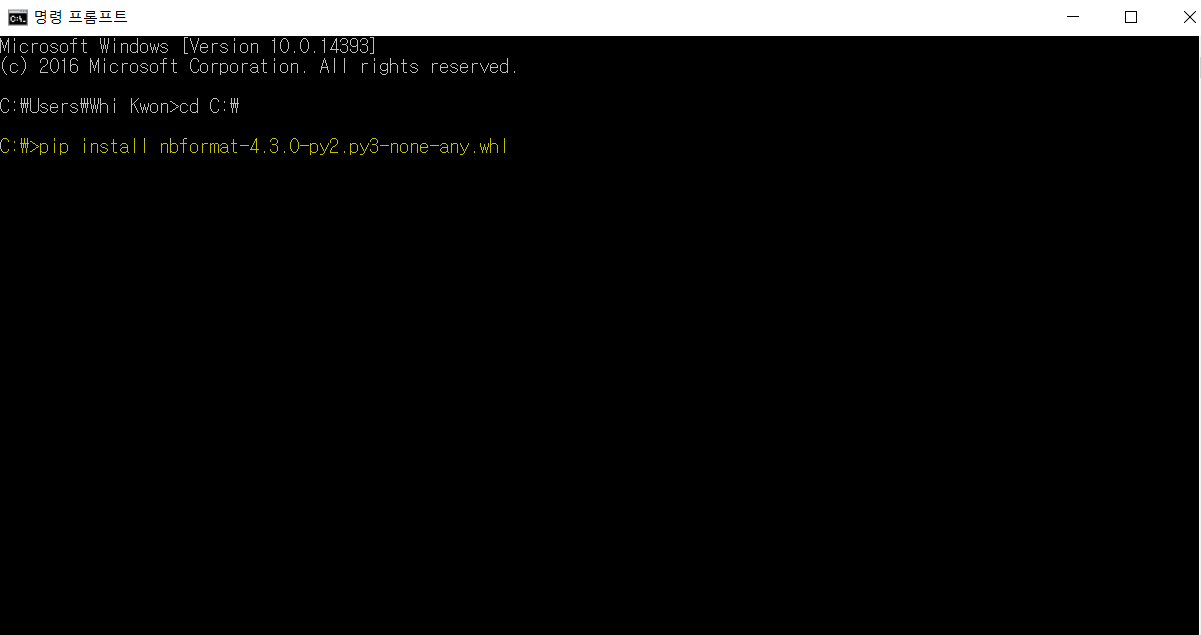 명령 프롬프트
Microsoft Windows [Version 10.0.14393]
(c) 2016 Microsoft Corporation. All rights reserved.
C:₩Users₩Whi Kwon>cd C:₩
C:₩>pip install nbformat-4.3.0-py2.py3-none-any.whl